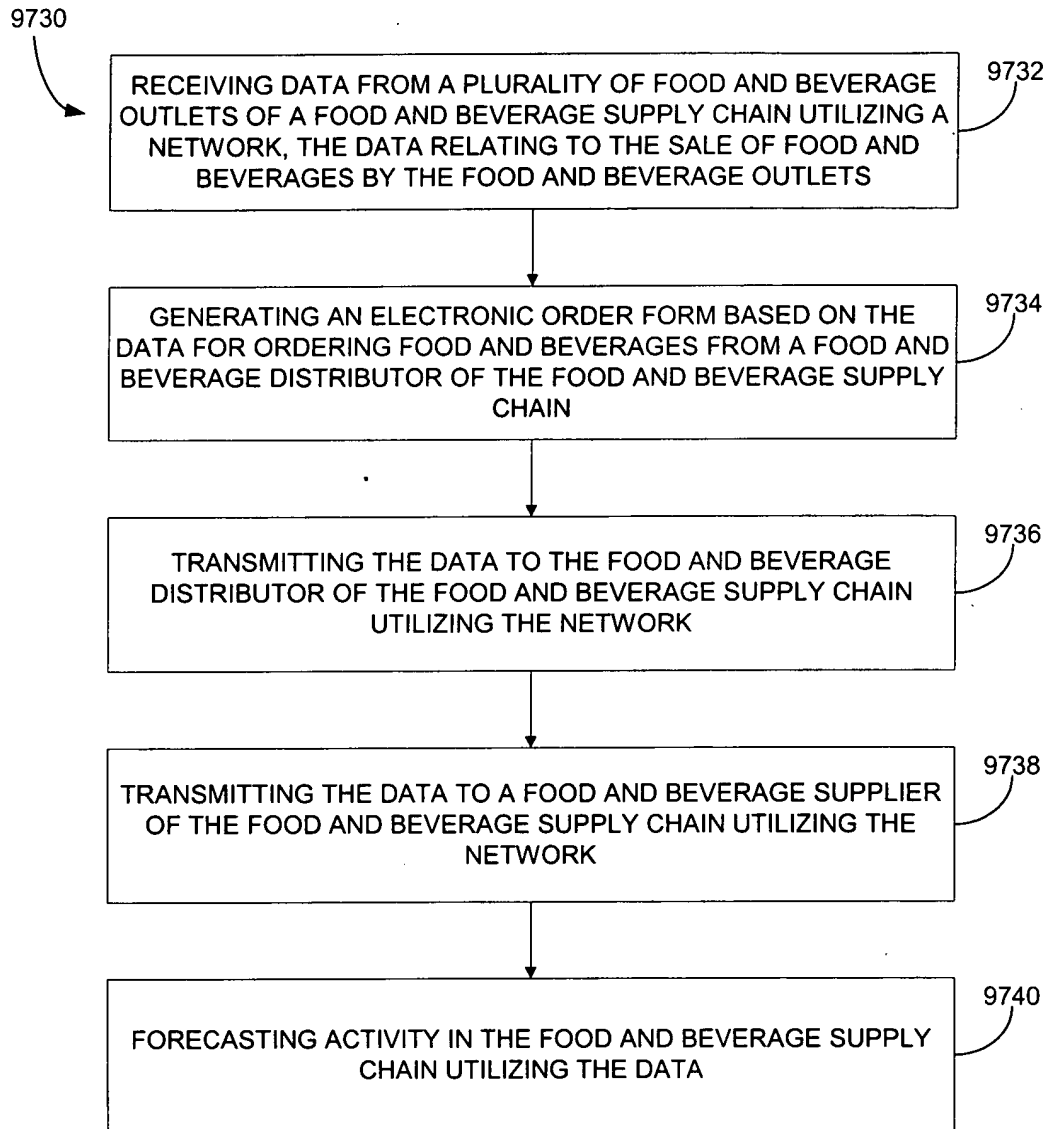 9730
RECEIVING DATA FROM A PLURALITY OF FOOD AND BEVERAGE
OUTLETS OF A FOOD AND BEVERAGE SUPPLY CHAIN UTILIZING A
NETWORK, THE DATA RELATING TO THE SALE OF FOOD AND
BEVERAGES BY THE FOOD AND BEVERAGE OUTLETS
9732
GENERATING AN ELECTRONIC ORDER FORM BASED ON THE
DATA FOR ORDERING FOOD AND BEVERAGES FROM A FOOD AND
BEVERAGE DISTRIBUTOR OF THE FOOD AND BEVERAGE SUPPLY
CHAIN
9734
TRANSMITTING THE DATA TO THE FOOD AND BEVERAGE
DISTRIBUTOR OF THE FOOD AND BEVERAGE SUPPLY CHAIN
UTILIZING THE NETWORK
9736
TRANSMITTING THE DATA TO A FOOD AND BEVERAGE SUPPLIER
OF THE FOOD AND BEVERAGE SUPPLY CHAIN UTILIZING THE
NETWORK
9738
FORECASTING ACTIVITY IN THE FOOD AND BEVERAGE SUPPLY
CHAIN UTILIZING THE DATA
9740